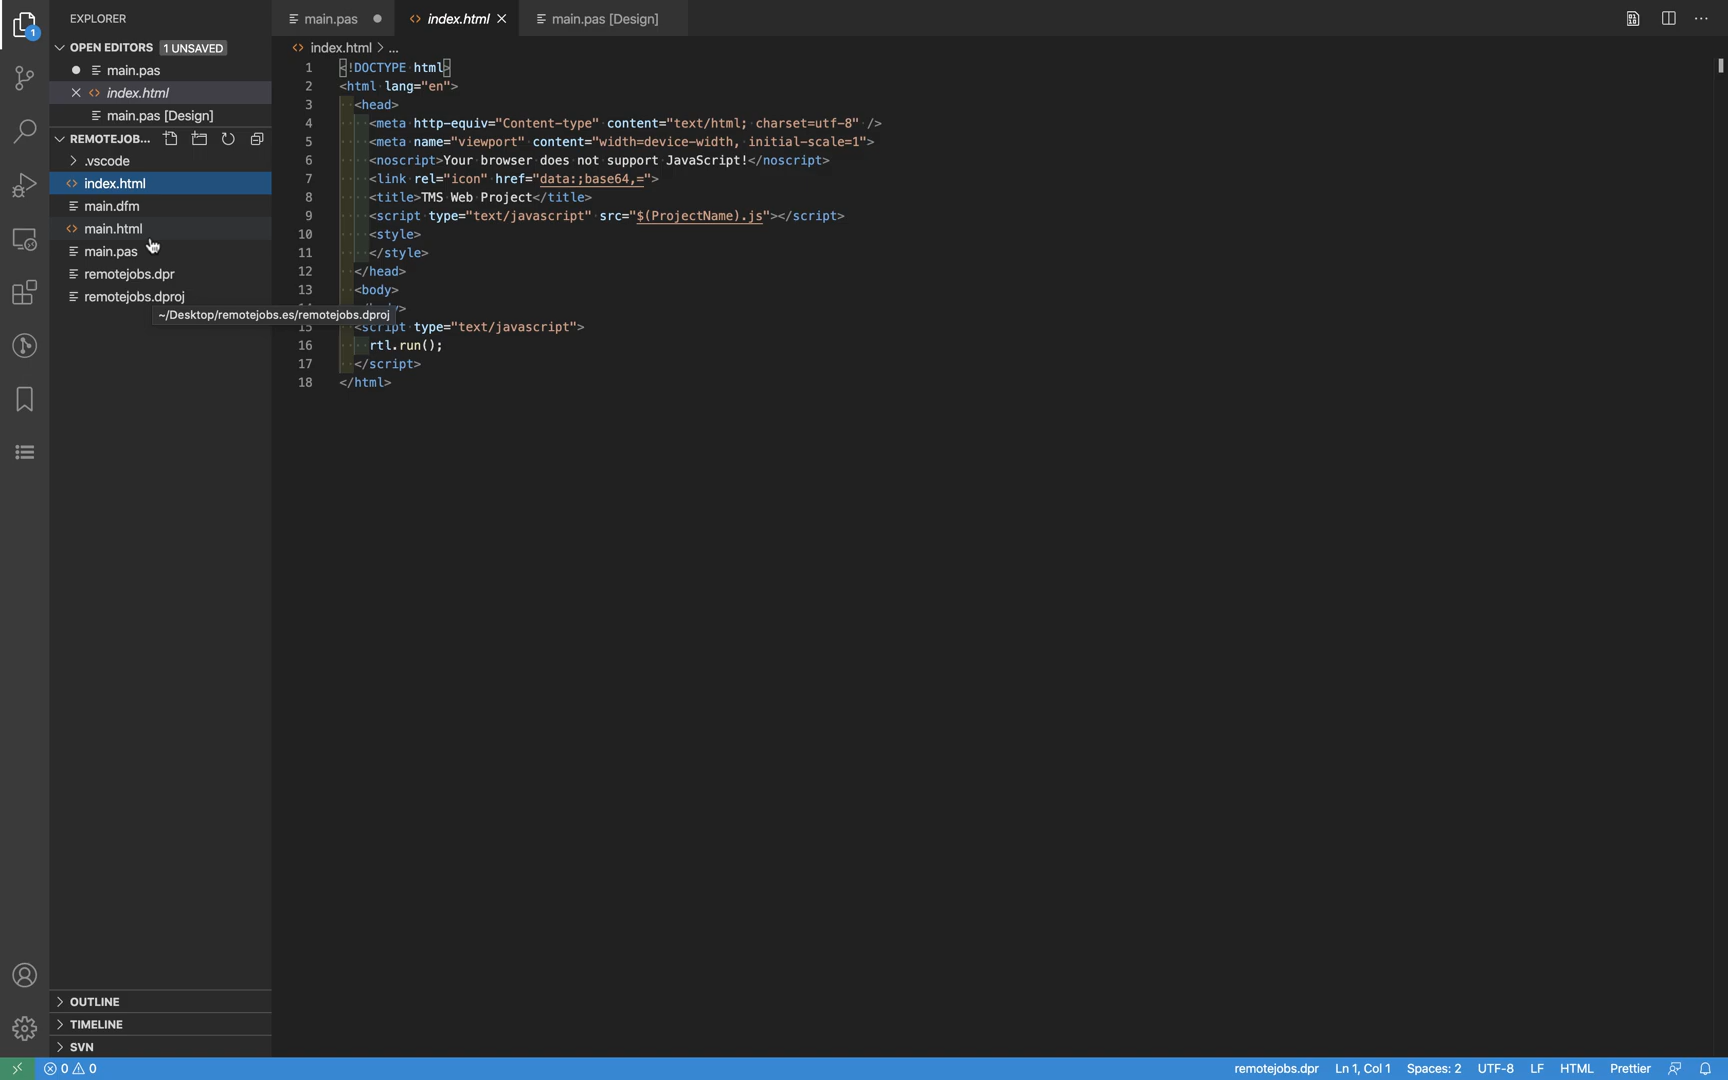 1
EXPLORER
OPEN EDITORS 1 UNSAVED
main.pas
index.html
main.pas [Design]
REMOTEJOB...
.vscode
index.html
main.dfm
main.html
main.pas
remotejobs.dpr
remotejobs.dproj
~/Desktop/remotejobs.es/remotejobs.dproj
OUTLINE
TIMELINE
SVN
main.pas
index.html
main.pas [Design]
index.html > ...
1 <!DOCTYPE html>
2 <html lang="en">
3 <head>
4 <meta http-equiv="Content-type" content="text/html; charset=utf-8" />
5 <meta name="viewport" content="width=device-width, initial-scale=1">
6 <noscript>Your browser does not support JavaScript!</noscript>
7 <link rel="icon" href="data:;base64,=">
8 <title>TMS Web Project</title>
9 <script type="text/javascript" src="$(ProjectName).js"></script>
10 <style>
11 </style>
12 </head>
13 <body>
15 <script type="text/javascript">
16 rtl.run();
17 </script>
18 </html>
0 0
remotejobs.dpr Ln 1, Col 1 Spaces: 2 UTF-8 LF HTML Prettier